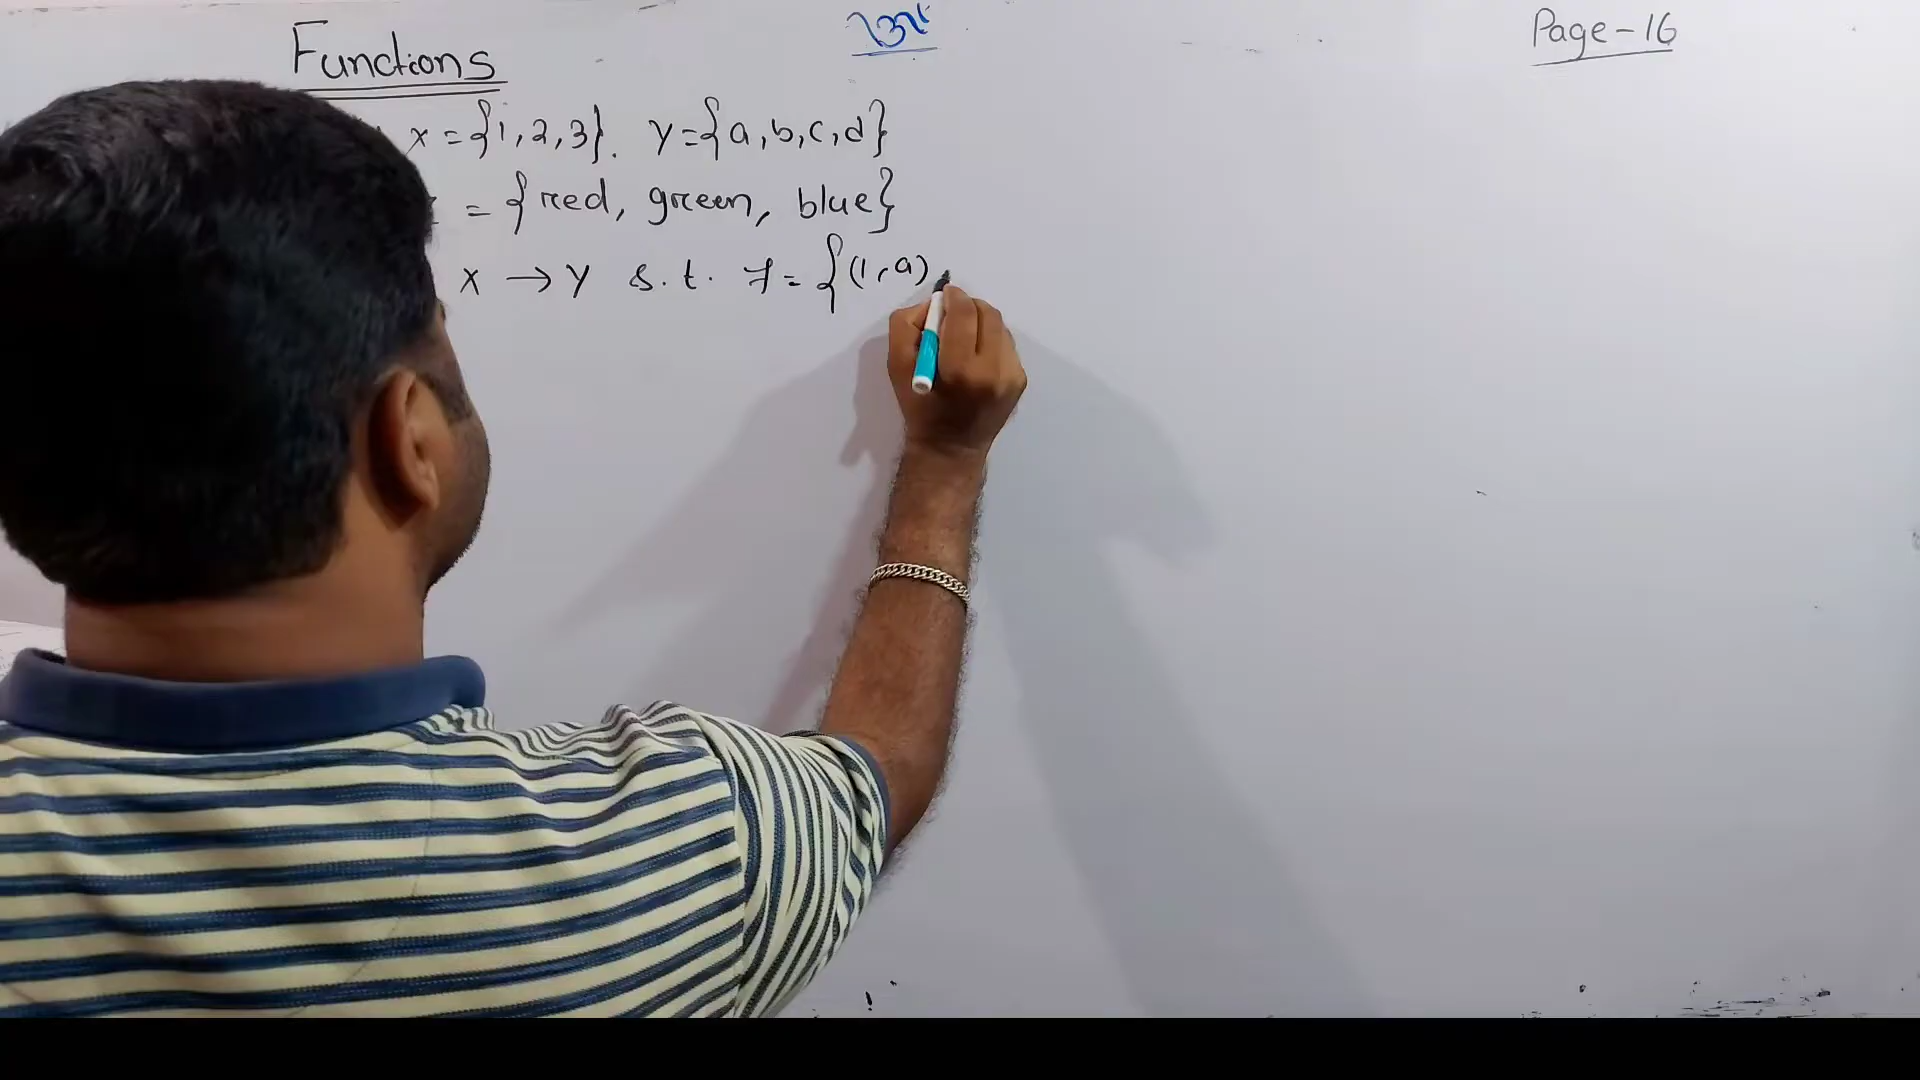 Functions
Page-16
x = {1, 2, 3}. Y = {a, b, c, d}
= {red, green, blue}
x → Y s.t. f = {(1, a),